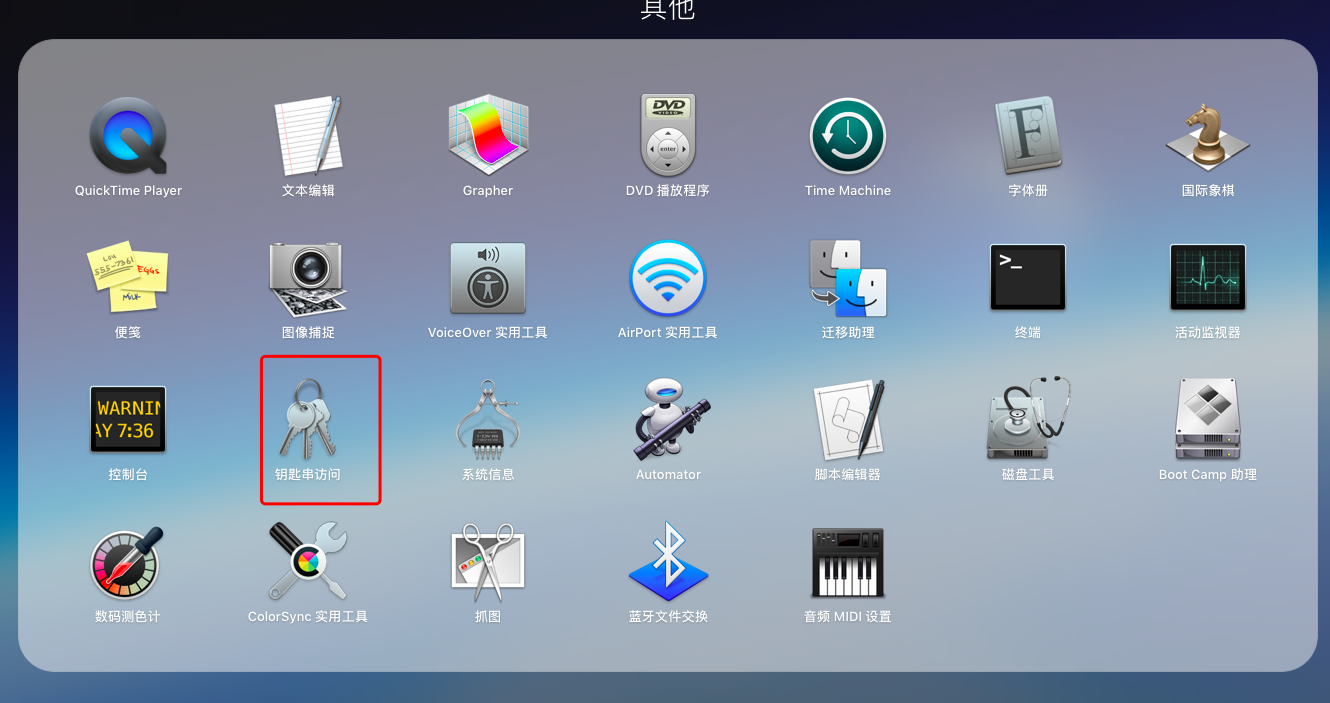 其他
DVD
VIDEO
enter
F
QuickTime Player
文本编辑
Grapher
DVD 播放程序
Time Machine
字体册
国际象棋
Lou
555-7361
EGGS
MILK
>_
便笺
图像捕捉
VoiceOver 实用工具
AirPort 实用工具
迁移助理
终端
活动监视器
WARNIN
AY 7:36
控制台
钥匙串访问
系统信息
Automator
脚本编辑器
磁盘工具
Boot Camp 助理
数码测色计
ColorSync 实用工具
抓图
蓝牙文件交换
音频 MIDI 设置